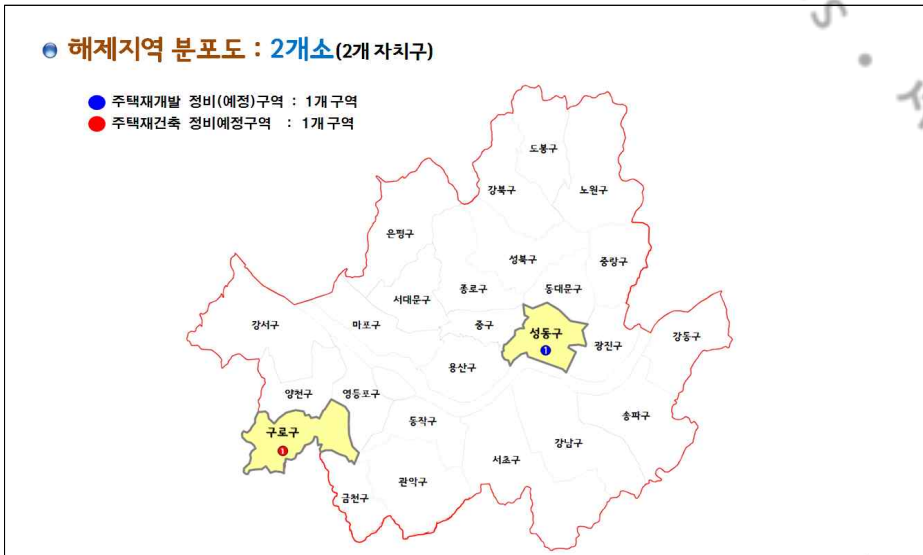 해제지역 분포도 : 2개소(2개 자치구)
주택재개발 정비(예정)구역 : 1개 구역
주택재건축 정비예정구역 : 1개 구역
도봉구
강북구
노원구
은평구
성북구
중랑구
서대문구
종로구
동대문구
강서구
마포구
중구
성동구
1
광진구
강동구
용산구
양천구
영등포구
동작구
송파구
구로구
1
서초구
강남구
금천구
관악구